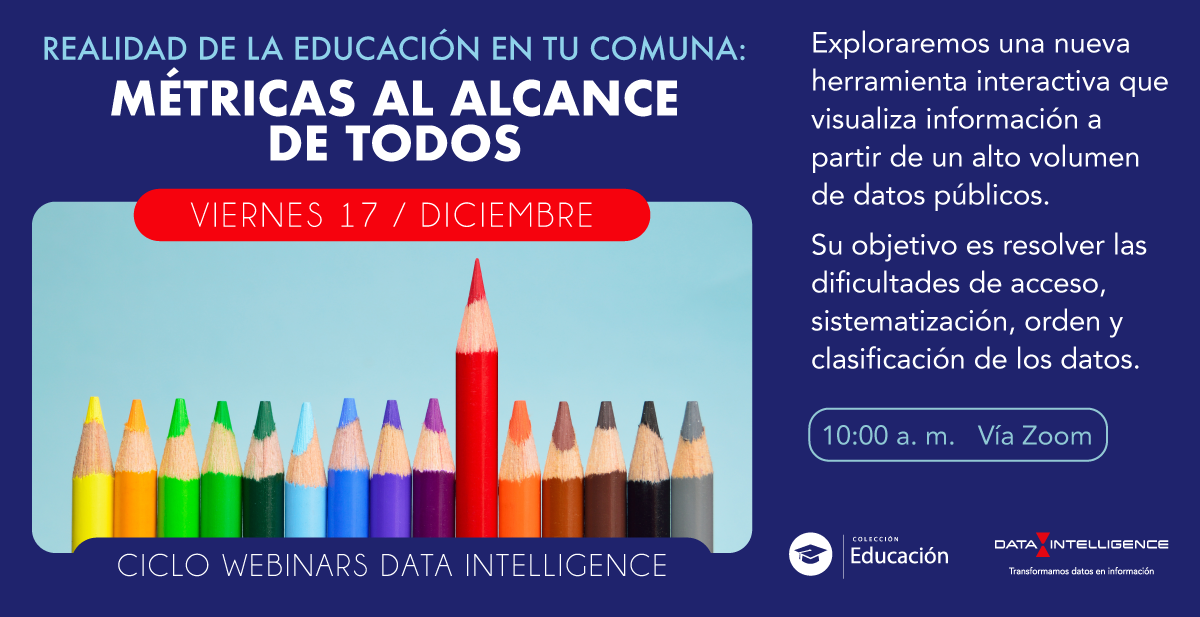 REALIDAD DE LA EDUCACIÓN EN TU COMUNA:
MÉTRICAS AL ALCANCE
DE TODOS
VIERNES 17 / DICIEMBRE
CICLO WEBINARS DATA INTELLIGENCE
Exploraremos una nueva
herramienta interactiva que
visualiza información a
partir de un alto volumen
de datos públicos.
Su objetivo es resolver las
dificultades de acceso,
sistematización, orden y
clasificación de los datos.
10:00 a. m. Vía Zoom
COLECCIÓN
Educación
DATA INTELLIGENCE
Transformamos datos en información